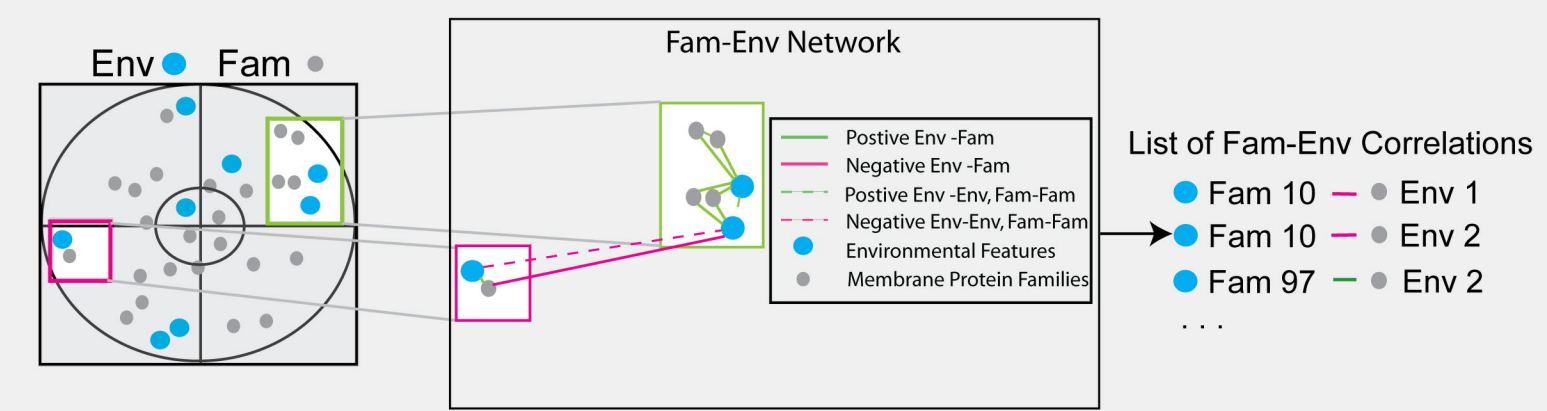 Env Fam
Fam-Env Network
Postive Env -Fam
Negative Env -Fam
Postive Env -Env, Fam-Fam
Negative Env-Env, Fam-Fam
Environmental Features
Membrane Protein Families
List of Fam-Env Correlations
Fam 10 Env 1
Fam 10 Env 2
Fam 97 Env 2
. . .